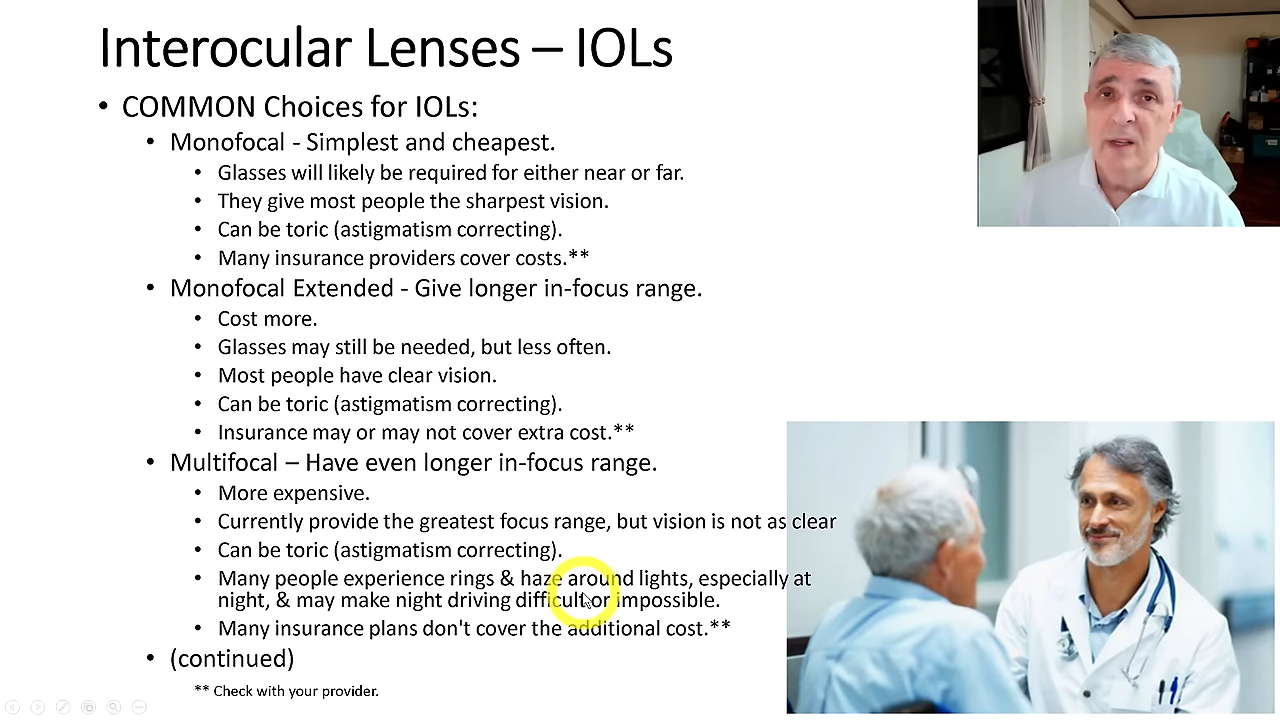 Interocular Lenses – IOLs
• COMMON Choices for IOLs:
• Monofocal - Simplest and cheapest.
• Glasses will likely be required for either near or far.
• They give most people the sharpest vision.
• Can be toric (astigmatism correcting).
• Many insurance providers cover costs.**
• Monofocal Extended - Give longer in-focus range.
• Cost more.
• Glasses may still be needed, but less often.
• Most people have clear vision.
• Can be toric (astigmatism correcting).
• Insurance may or may not cover extra cost.**
• Multifocal – Have even longer in-focus range.
• More expensive.
• Currently provide the greatest focus range, but vision is not as clear
• Can be toric (astigmatism correcting).
• Many people experience rings & haze around lights, especially at
night, & may make night driving difficult or impossible.
• Many insurance plans don't cover the additional cost.**
• (continued)
** Check with your provider.